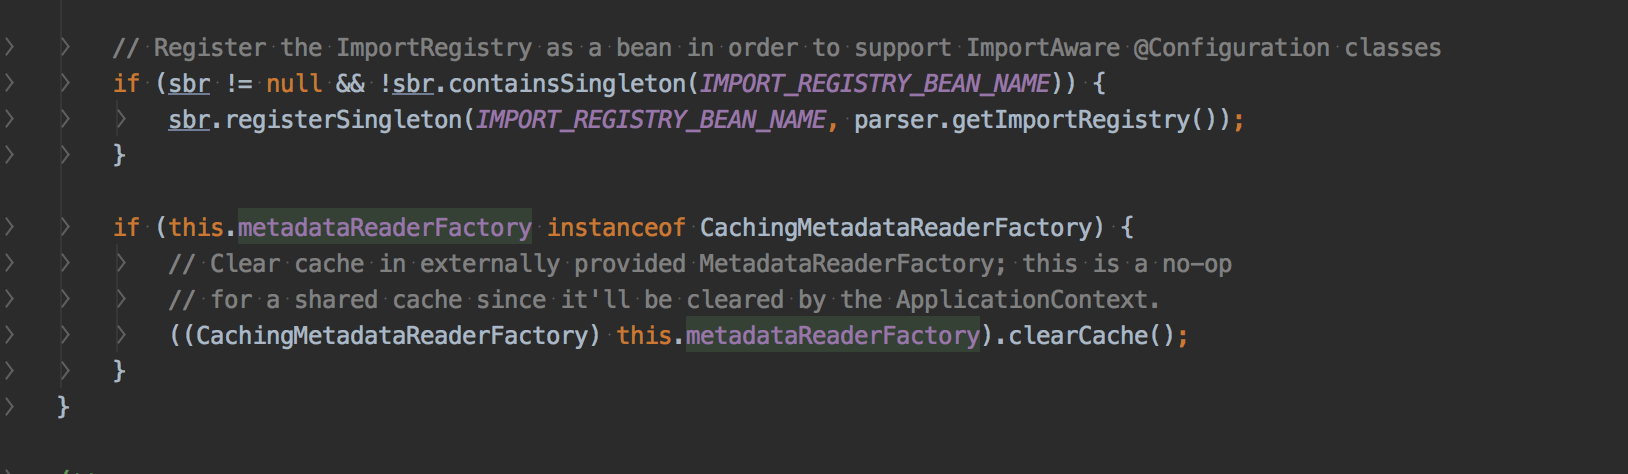 // Register the ImportRegistry as a bean in order to support ImportAware @Configuration classes
if (sbr != null && !sbr.containsSingleton(IMPORT_REGISTRY_BEAN_NAME)) {
sbr.registerSingleton(IMPORT_REGISTRY_BEAN_NAME, parser.getImportRegistry());
}
if (this.metadataReaderFactory instanceof CachingMetadataReaderFactory) {
// Clear cache in externally provided MetadataReaderFactory; this is a no-op
// for a shared cache since it'll be cleared by the ApplicationContext.
((CachingMetadataReaderFactory) this.metadataReaderFactory).clearCache();
}
}